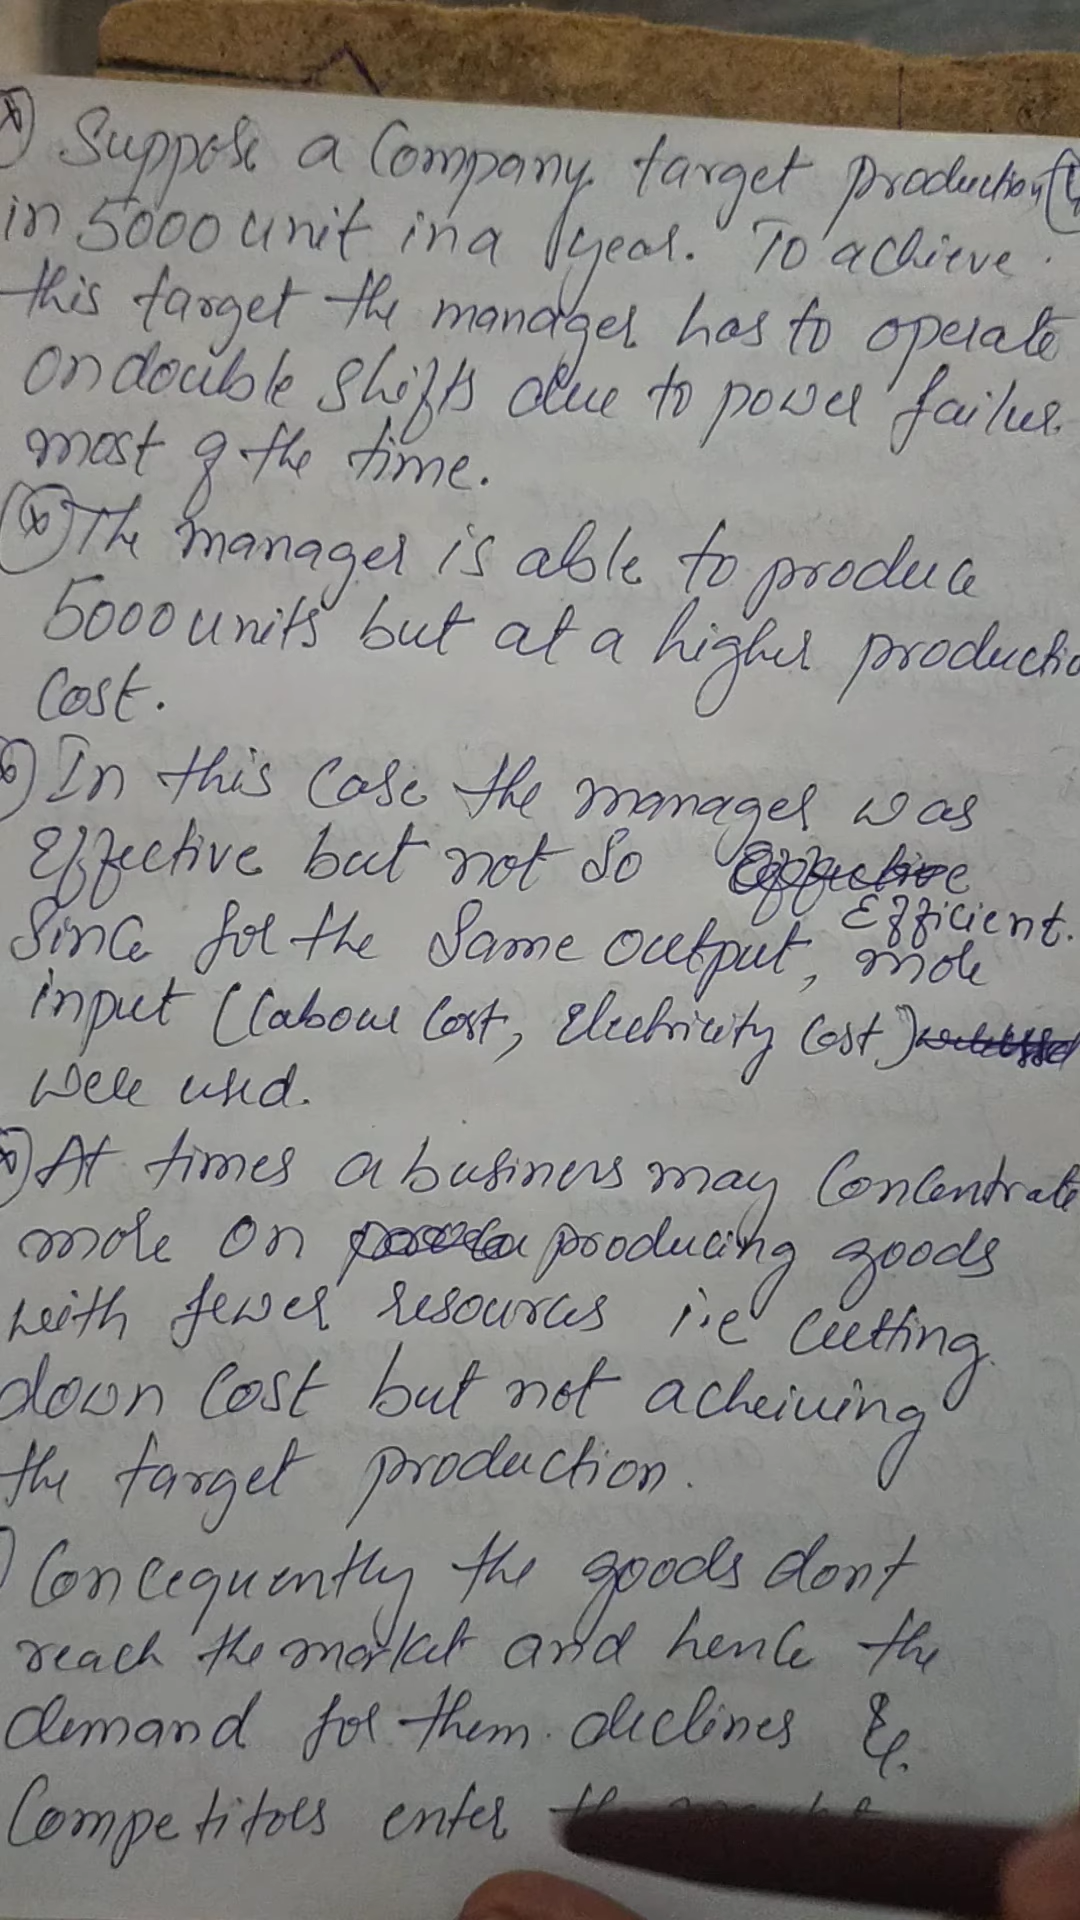 Suppose a Company target production
in 5000 unit in a year. To achieve
this target the manager has to operate
on double shifts due to power failure
most of the time.
The manager is able to produce
5000 units but at a higher productio
cost.
In this case the manager was
Effective but not so
Efficient.
Since for the same output, more
input (labour cost, Electricity cost)
were used.
At times a business may concentrate
more on producing goods
with fewer resources i.e cutting
down cost but not acheiving
the target production.
Concequently the goods dont
reach the market and hence the
demand for them declines &
Competitors enter the market